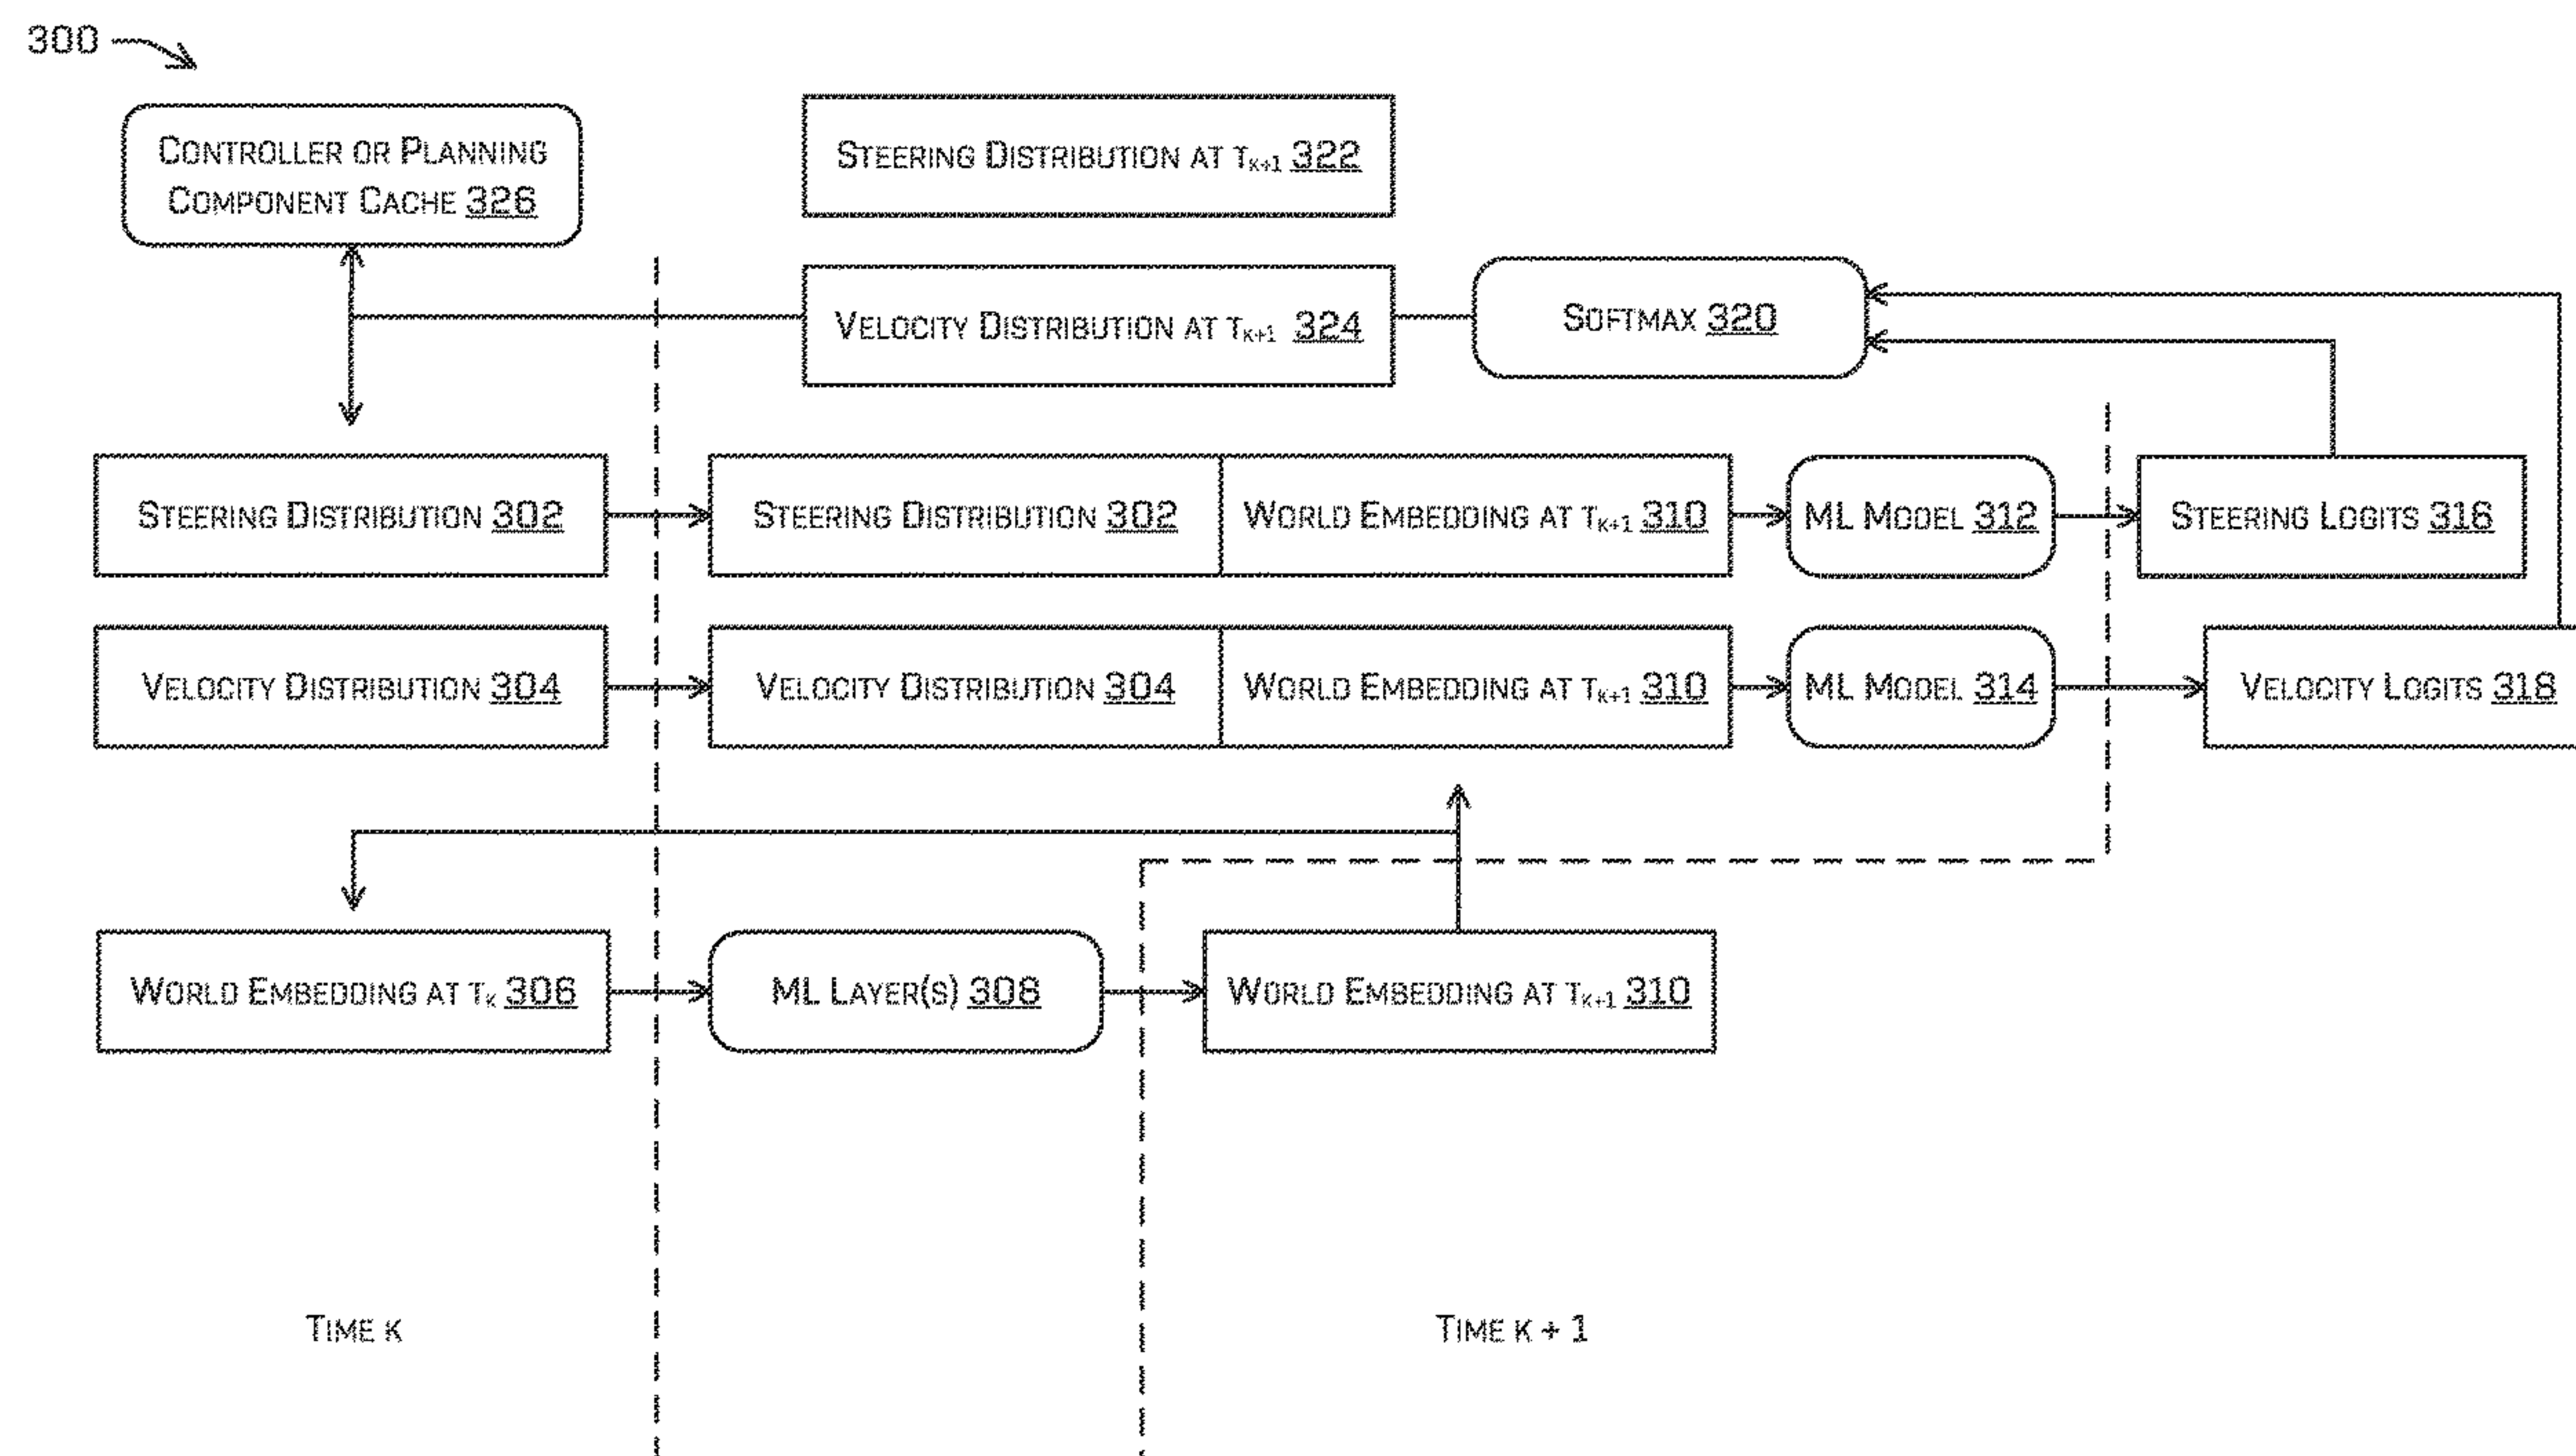 300
CONTROLLER OR PLANNING
COMPONENT CACHE 326
STEERING DISTRIBUTION AT TK+1 322
VELOCITY DISTRIBUTION AT TK+1 324
SOFTMAX 320
STEERING DISTRIBUTION 302
STEERING DISTRIBUTION 302
WORLD EMBEDDING AT TK+1 310
ML MODEL 312
STEERING LOGITS 316
VELOCITY DISTRIBUTION 304
VELOCITY DISTRIBUTION 304
WORLD EMBEDDING AT TK+1 310
ML MODEL 314
VELOCITY LOGITS 318
WORLD EMBEDDING AT TK 306
ML LAYER(S) 308
WORLD EMBEDDING AT TK+1 310
TIME K
TIME K + 1